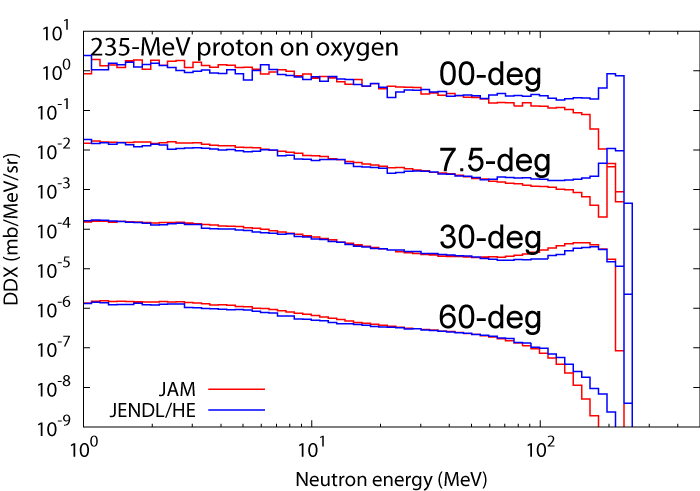 10^1
235-MeV proton on oxygen
10^0
00-deg
10^-1
10^-2
7.5-deg
10^-3
10^-4
30-deg
10^-5
10^-6
60-deg
10^-7
10^-8
JAM
JENDL/HE
10^-9
10^0 10^1 10^2
Neutron energy (MeV)
DDX (mb/MeV/sr)